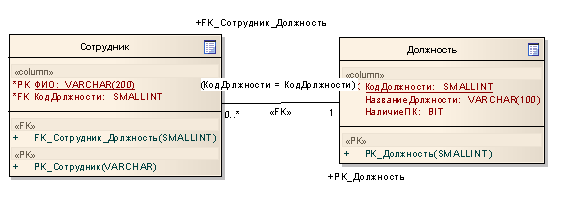 +FK_Сотрудник_Должность
Сотрудник
«column»
*PK ФИО: VARCHAR(200)
*FK КодДолжности: SMALLINT
«FK»
+ FK_Сотрудник_Должность(SMALLINT)
«PK»
+ PK_Сотрудник(VARCHAR)
(КодДолжности = КодДолжности)
0..*
«FK»
1
Должность
«column»
КодДолжности: SMALLINT
НазваниеДолжности: VARCHAR(100)
НаличиеПК: BIT
«PK»
+ PK_Должность(SMALLINT)
+PK_Должность